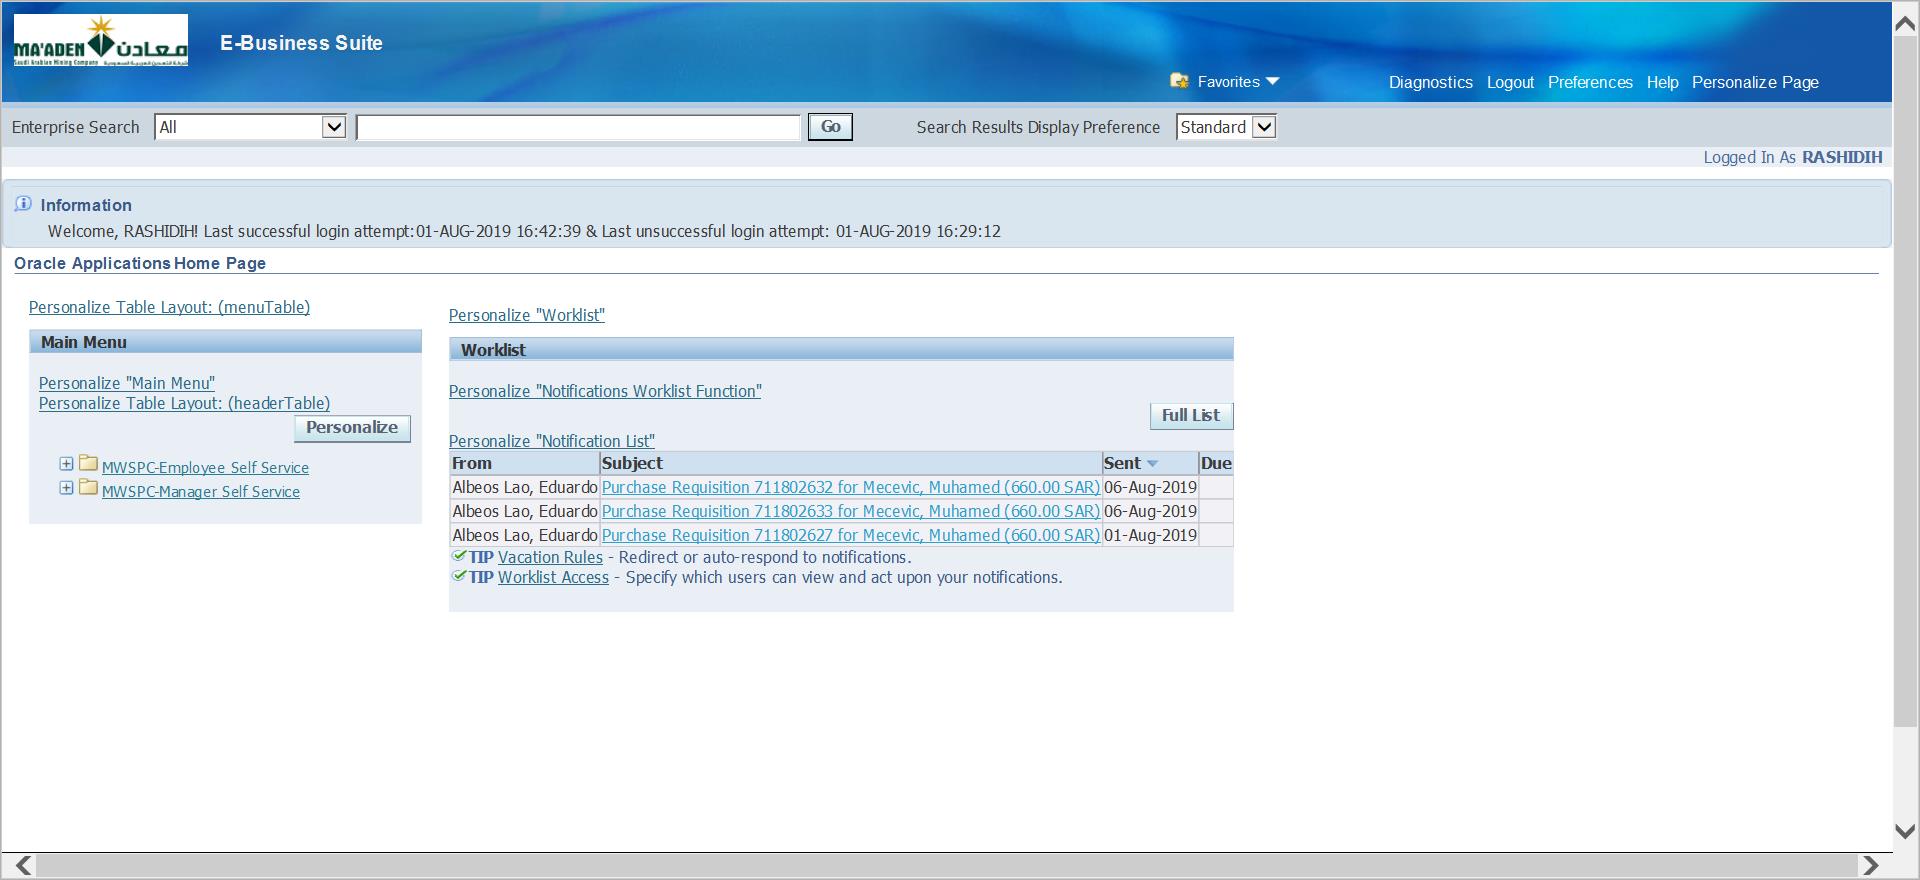 MA'ADEN معادن
Saudi Arabian Mining Company شركة التعدين العربية السعودية
E-Business Suite
Favorites
Diagnostics Logout Preferences Help Personalize Page
Enterprise Search All Go Search Results Display Preference Standard
Logged In As RASHIDIH
Information
Welcome, RASHIDIH! Last successful login attempt:01-AUG-2019 16:42:39 & Last unsuccessful login attempt: 01-AUG-2019 16:29:12
Oracle Applications Home Page
Personalize Table Layout: (menuTable)
Main Menu
Personalize "Main Menu"
Personalize Table Layout: (headerTable)
Personalize
MWSPC-Employee Self Service
MWSPC-Manager Self Service
Personalize "Worklist"
Worklist
Personalize "Notifications Worklist Function"
Full List
Personalize "Notification List"
From Subject Sent Due
Albeos Lao, Eduardo Purchase Requisition 711802632 for Mecevic, Muhamed (660.00 SAR) 06-Aug-2019
Albeos Lao, Eduardo Purchase Requisition 711802633 for Mecevic, Muhamed (660.00 SAR) 06-Aug-2019
Albeos Lao, Eduardo Purchase Requisition 711802627 for Mecevic, Muhamed (660.00 SAR) 01-Aug-2019
TIP Vacation Rules - Redirect or auto-respond to notifications.
TIP Worklist Access - Specify which users can view and act upon your notifications.